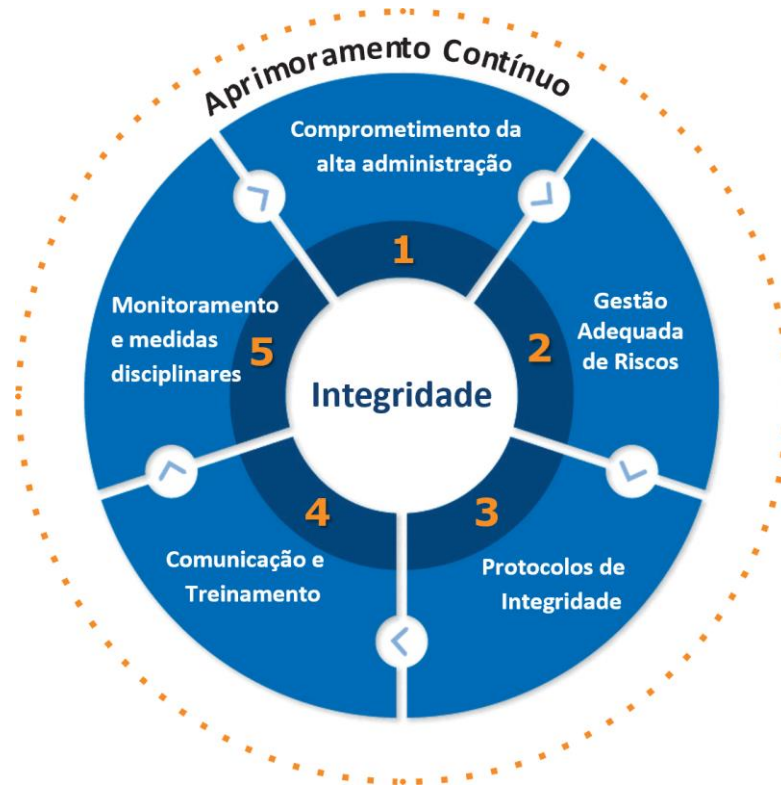 Aprimoramento Contínuo
Comprometimento da
alta administração
1
Gestão
Adequada
de Riscos
2
Protocolos de
Integridade
3
Comunicação e
Treinamento
4
Monitoramento
e medidas
disciplinares
5
Integridade